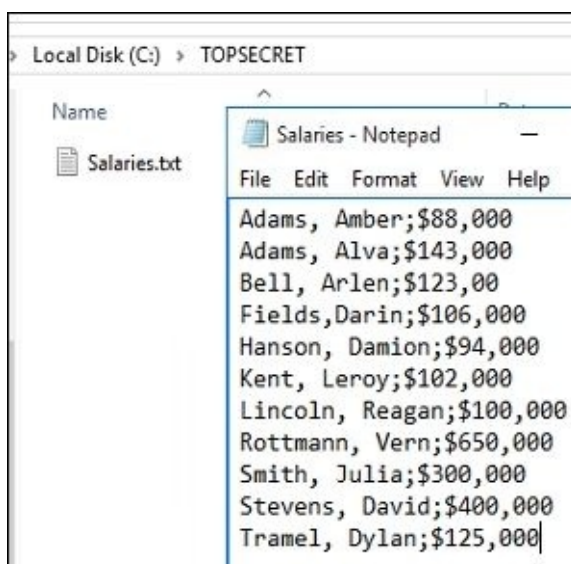 Local Disk (C:) > TOPSECRET
Name
Salaries.txt
Salaries - Notepad
File Edit Format View Help
Adams, Amber;$88,000
Adams, Alva;$143,000
Bell, Arlen;$123,00
Fields,Darin;$106,000
Hanson, Damion;$94,000
Kent, Leroy;$102,000
Lincoln, Reagan;$100,000
Rottmann, Vern;$650,000
Smith, Julia;$300,000
Stevens, David;$400,000
Tramel, Dylan;$125,000